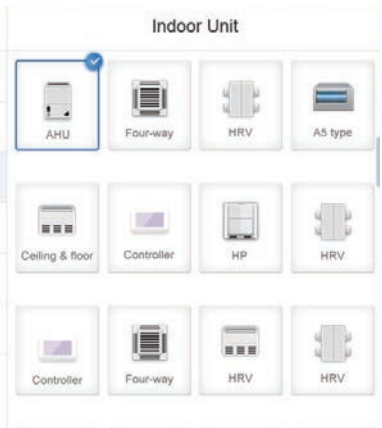 Indoor Unit
AHU
Four-way
HRV
A5 type
Ceiling & floor
Controller
HP
HRV
Controller
Four-way
HRV
HRV